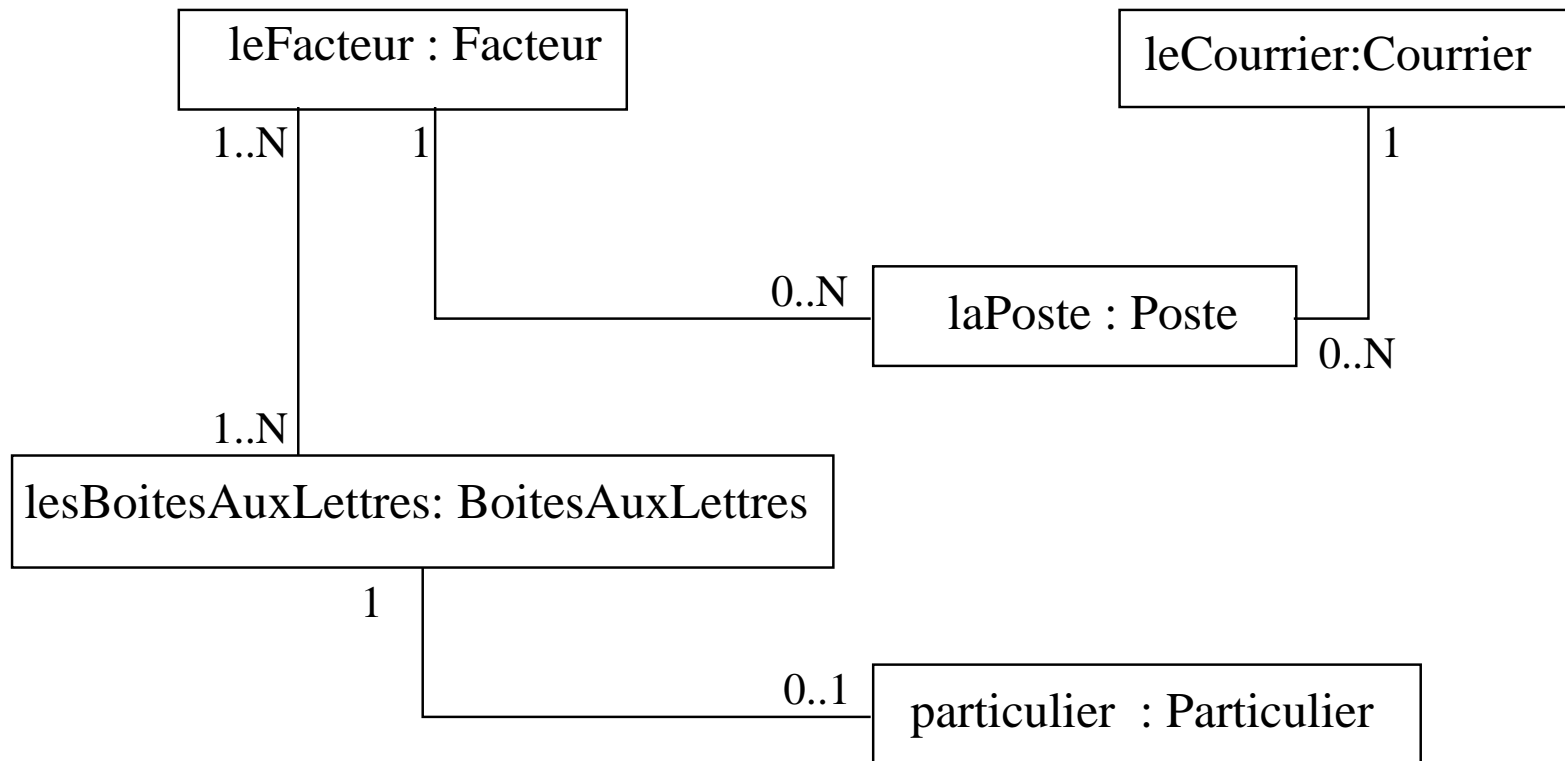 leFacteur : Facteur
leCourrier:Courrier
1..N
1
1
0..N
laPoste : Poste
0..N
1..N
lesBoitesAuxLettres: BoitesAuxLettres
1
0..1
particulier : Particulier